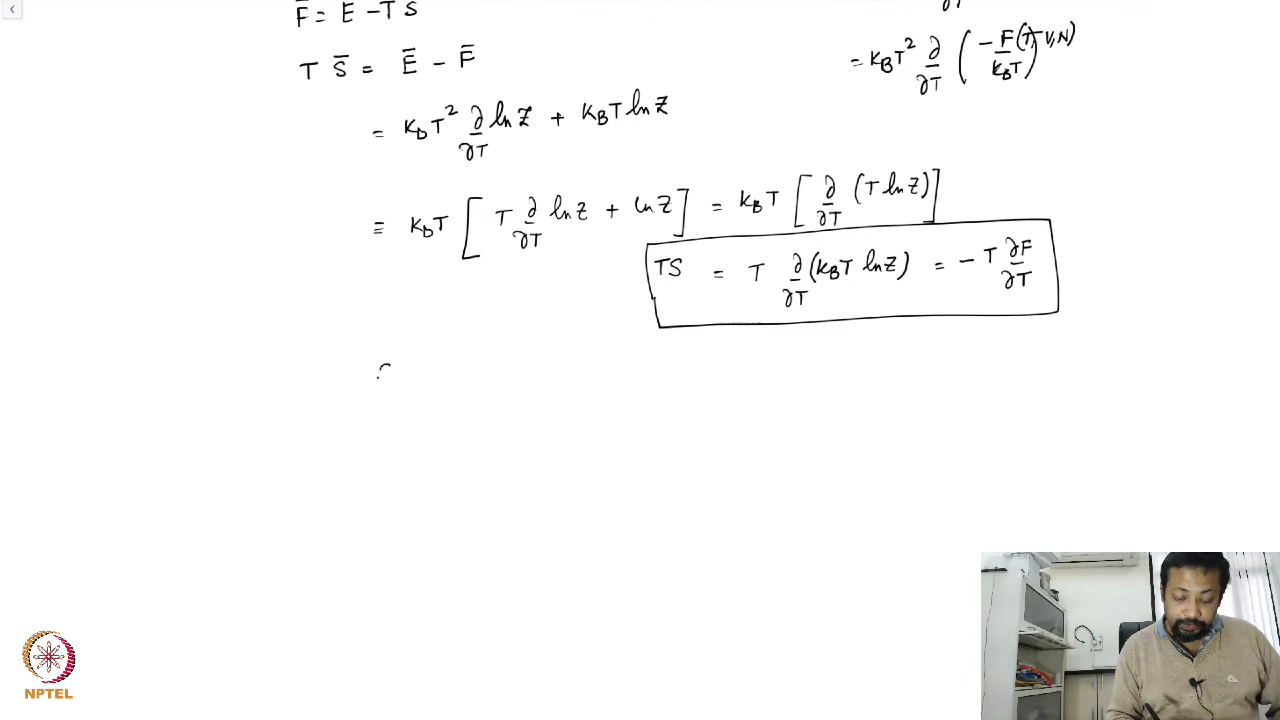 F̄ = E̅ - T S
T S̄ = Ē - F̄
= K_B T² ∂/∂T ln Z + K_B T ln Z
= K_B T [ T ∂/∂T ln Z + ln Z ] = K_B T [ ∂/∂T (T ln Z) ]
TS = T ∂/∂T (K_B T ln Z) = - T ∂F/∂T
= K_B T² ∂/∂T ( -F(T, V, N) / K_B T )
NPTEL